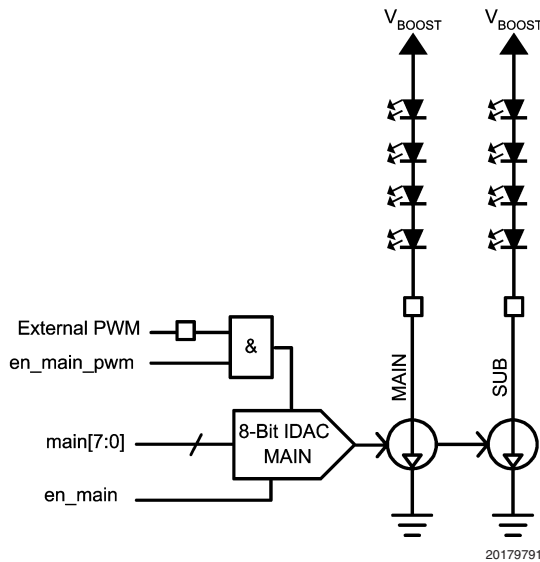 VBOOST VBOOST
External PWM
&
en_main_pwm
MAIN
SUB
main[7:0]
8-Bit IDAC
MAIN
en_main
20179791